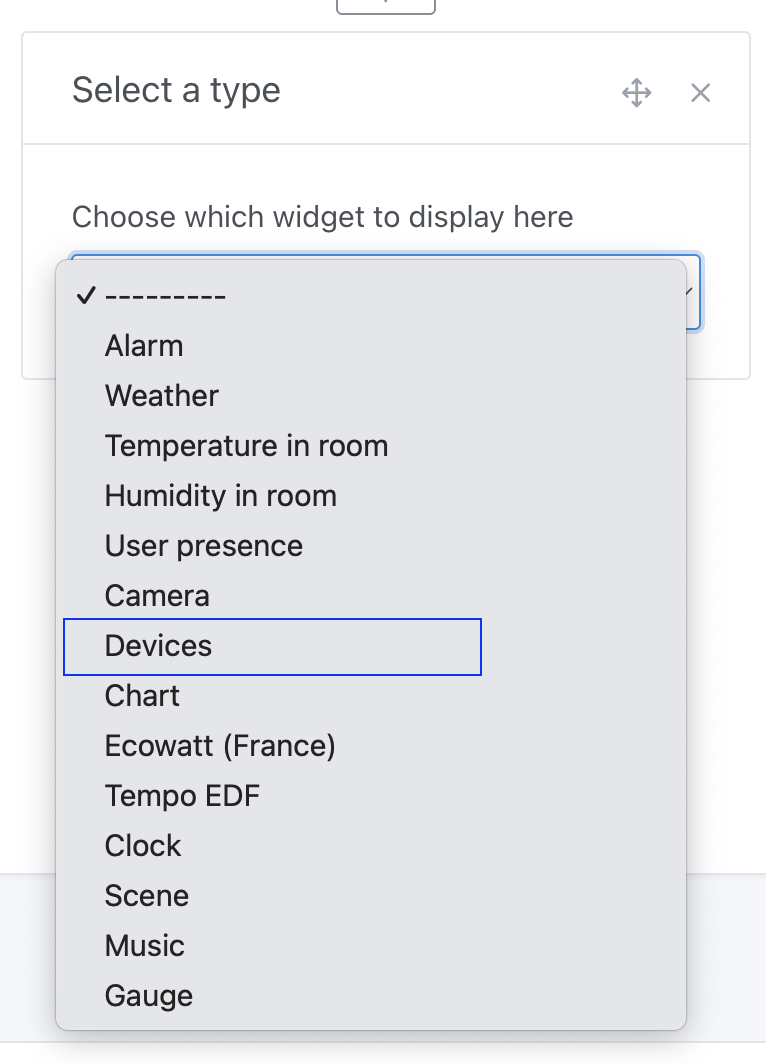 Select a type
Choose which widget to display here
✓ ---------
Alarm
Weather
Temperature in room
Humidity in room
User presence
Camera
Devices
Chart
Ecowatt (France)
Tempo EDF
Clock
Scene
Music
Gauge